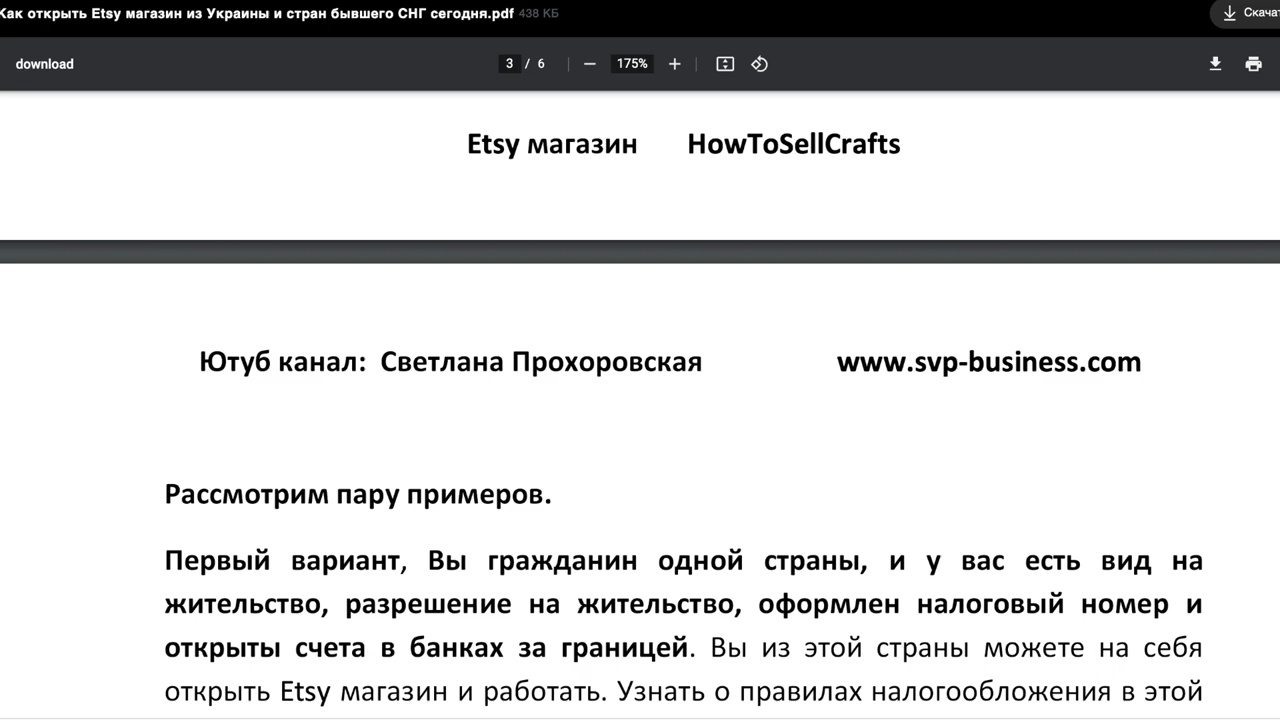 Как открыть Etsy магазин из Украины и стран бывшего СНГ сегодня.pdf 438 КБ
Скачат
download
3 / 6
175%
Etsy магазин HowToSellCrafts
Ютуб канал: Светлана Прохоровская www.svp-business.com
Рассмотрим пару примеров.
Первый вариант, Вы гражданин одной страны, и у вас есть вид на
жительство, разрешение на жительство, оформлен налоговый номер и
открыты счета в банках за границей. Вы из этой страны можете на себя
открыть Etsy магазин и работать. Узнать о правилах налогообложения в этой